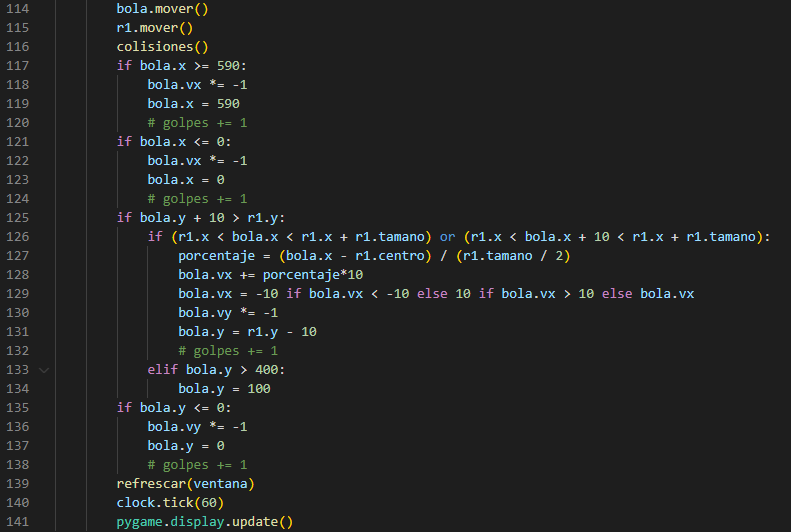 114 bola.mover()
115 r1.mover()
116 colisiones()
117 if bola.x >= 590:
118 bola.vx *= -1
119 bola.x = 590
120 # golpes += 1
121 if bola.x <= 0:
122 bola.vx *= -1
123 bola.x = 0
124 # golpes += 1
125 if bola.y + 10 > r1.y:
126 if (r1.x < bola.x < r1.x + r1.tamano) or (r1.x < bola.x + 10 < r1.x + r1.tamano):
127 porcentaje = (bola.x - r1.centro) / (r1.tamano / 2)
128 bola.vx += porcentaje*10
129 bola.vx = -10 if bola.vx < -10 else 10 if bola.vx > 10 else bola.vx
130 bola.vy *= -1
131 bola.y = r1.y - 10
132 # golpes += 1
133 elif bola.y > 400:
134 bola.y = 100
135 if bola.y <= 0:
136 bola.vy *= -1
137 bola.y = 0
138 # golpes += 1
139 refrescar(ventana)
140 clock.tick(60)
141 pygame.display.update()